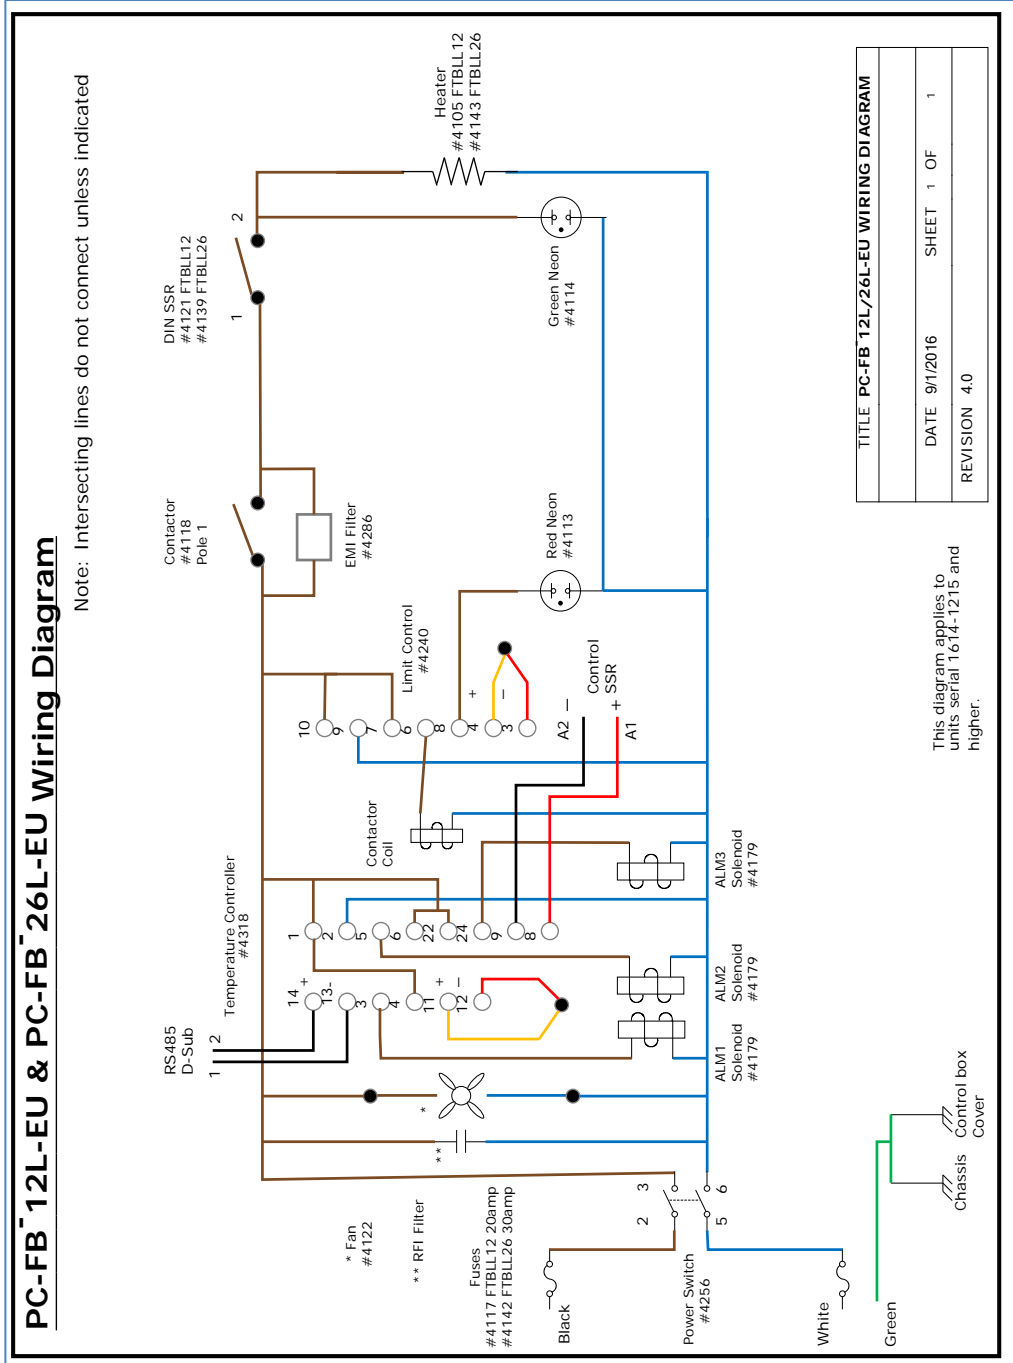 PC-FB¯12L-EU & PC-FB¯26L-EU Wiring Diagram
Note: Intersecting lines do not connect unless indicated
RS485
D-Sub
1
2
Temperature Controller
#4318
Contactor
#4118
Pole 1
DIN SSR
#4121 FTBLL12
#4139 FTBLL26
1
2
EMI Filter
#4286
14
+
13-
3
4
11
+
12
–
1
2
5
6
22
24
9
8
Contactor
Coil
10
9
7
6
8
4
+
3
–
Limit Control
#4240
Heater
#4105 FTBLL12
#4143 FTBLL26
* Fan
#4122
** RFI Filter
*
**
Fuses
#4117 FTBLL12 20amp
#4142 FTBLL26 30amp
Black
A2 –
Control
SSR
+
A1
Red Neon
#4113
Green Neon
#4114
Power Switch
#4256
2
3
5
6
ALM1
Solenoid
#4179
ALM2
Solenoid
#4179
ALM3
Solenoid
#4179
White
Green
Chassis
Control box
Cover
This diagram applies to
units serial 1614-1215 and
higher.
TITLE PC-FB¯12L/26L-EU WIRING DIAGRAM
DATE 9/1/2016 SHEET 1 OF 1
REVISION 4.0